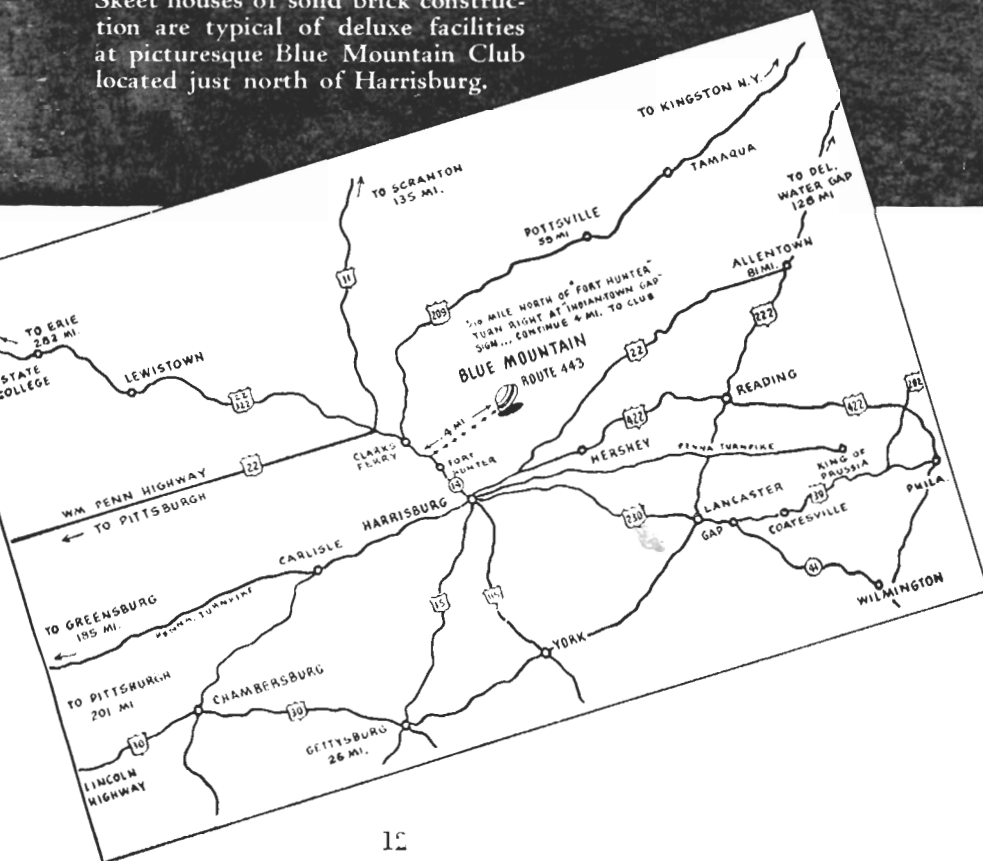 Skeet houses of solid brick construc-
tion are typical of deluxe facilities
at picturesque Blue Mountain Club
located just north of Harrisburg.
TO KINGSTON N.Y.
TAMAQUA
TO DEL.
WATER GAP
128 MI.
TO SCRANTON
135 MI.
POTTSVILLE
59 MI
ALLENTOWN
81 MI.
11
209
222
MILE NORTH OF "FORT HUNTER"
TURN RIGHT AT "INDIANTOWN GAP"
SIGN... CONTINUE 4 MI. TO CLUB
BLUE MOUNTAIN
ROUTE 443
4 MI
22
TO ERIE
282 MI.
STATE
COLLEGE
LEWISTOWN
22
322
READING
202
422
422
CLARKS
FERRY
FORT
HUNTER
14
HERSHEY
PENNA TURNPIKE
KING OF
PRUSSIA
PHILA.
WM PENN HIGHWAY
22
TO PITTSBURGH
HARRISBURG
230
LANCASTER
GAP
COATESVILLE
41
WILMINGTON
CARLISLE
TO GREENSBURG
185 MI.
PENNA. TURNPIKE
15
YORK
TO PITTSBURGH
201 MI
CHAMBERSBURG
30
30
GETTYSBURG
LINCOLN
HIGHWAY